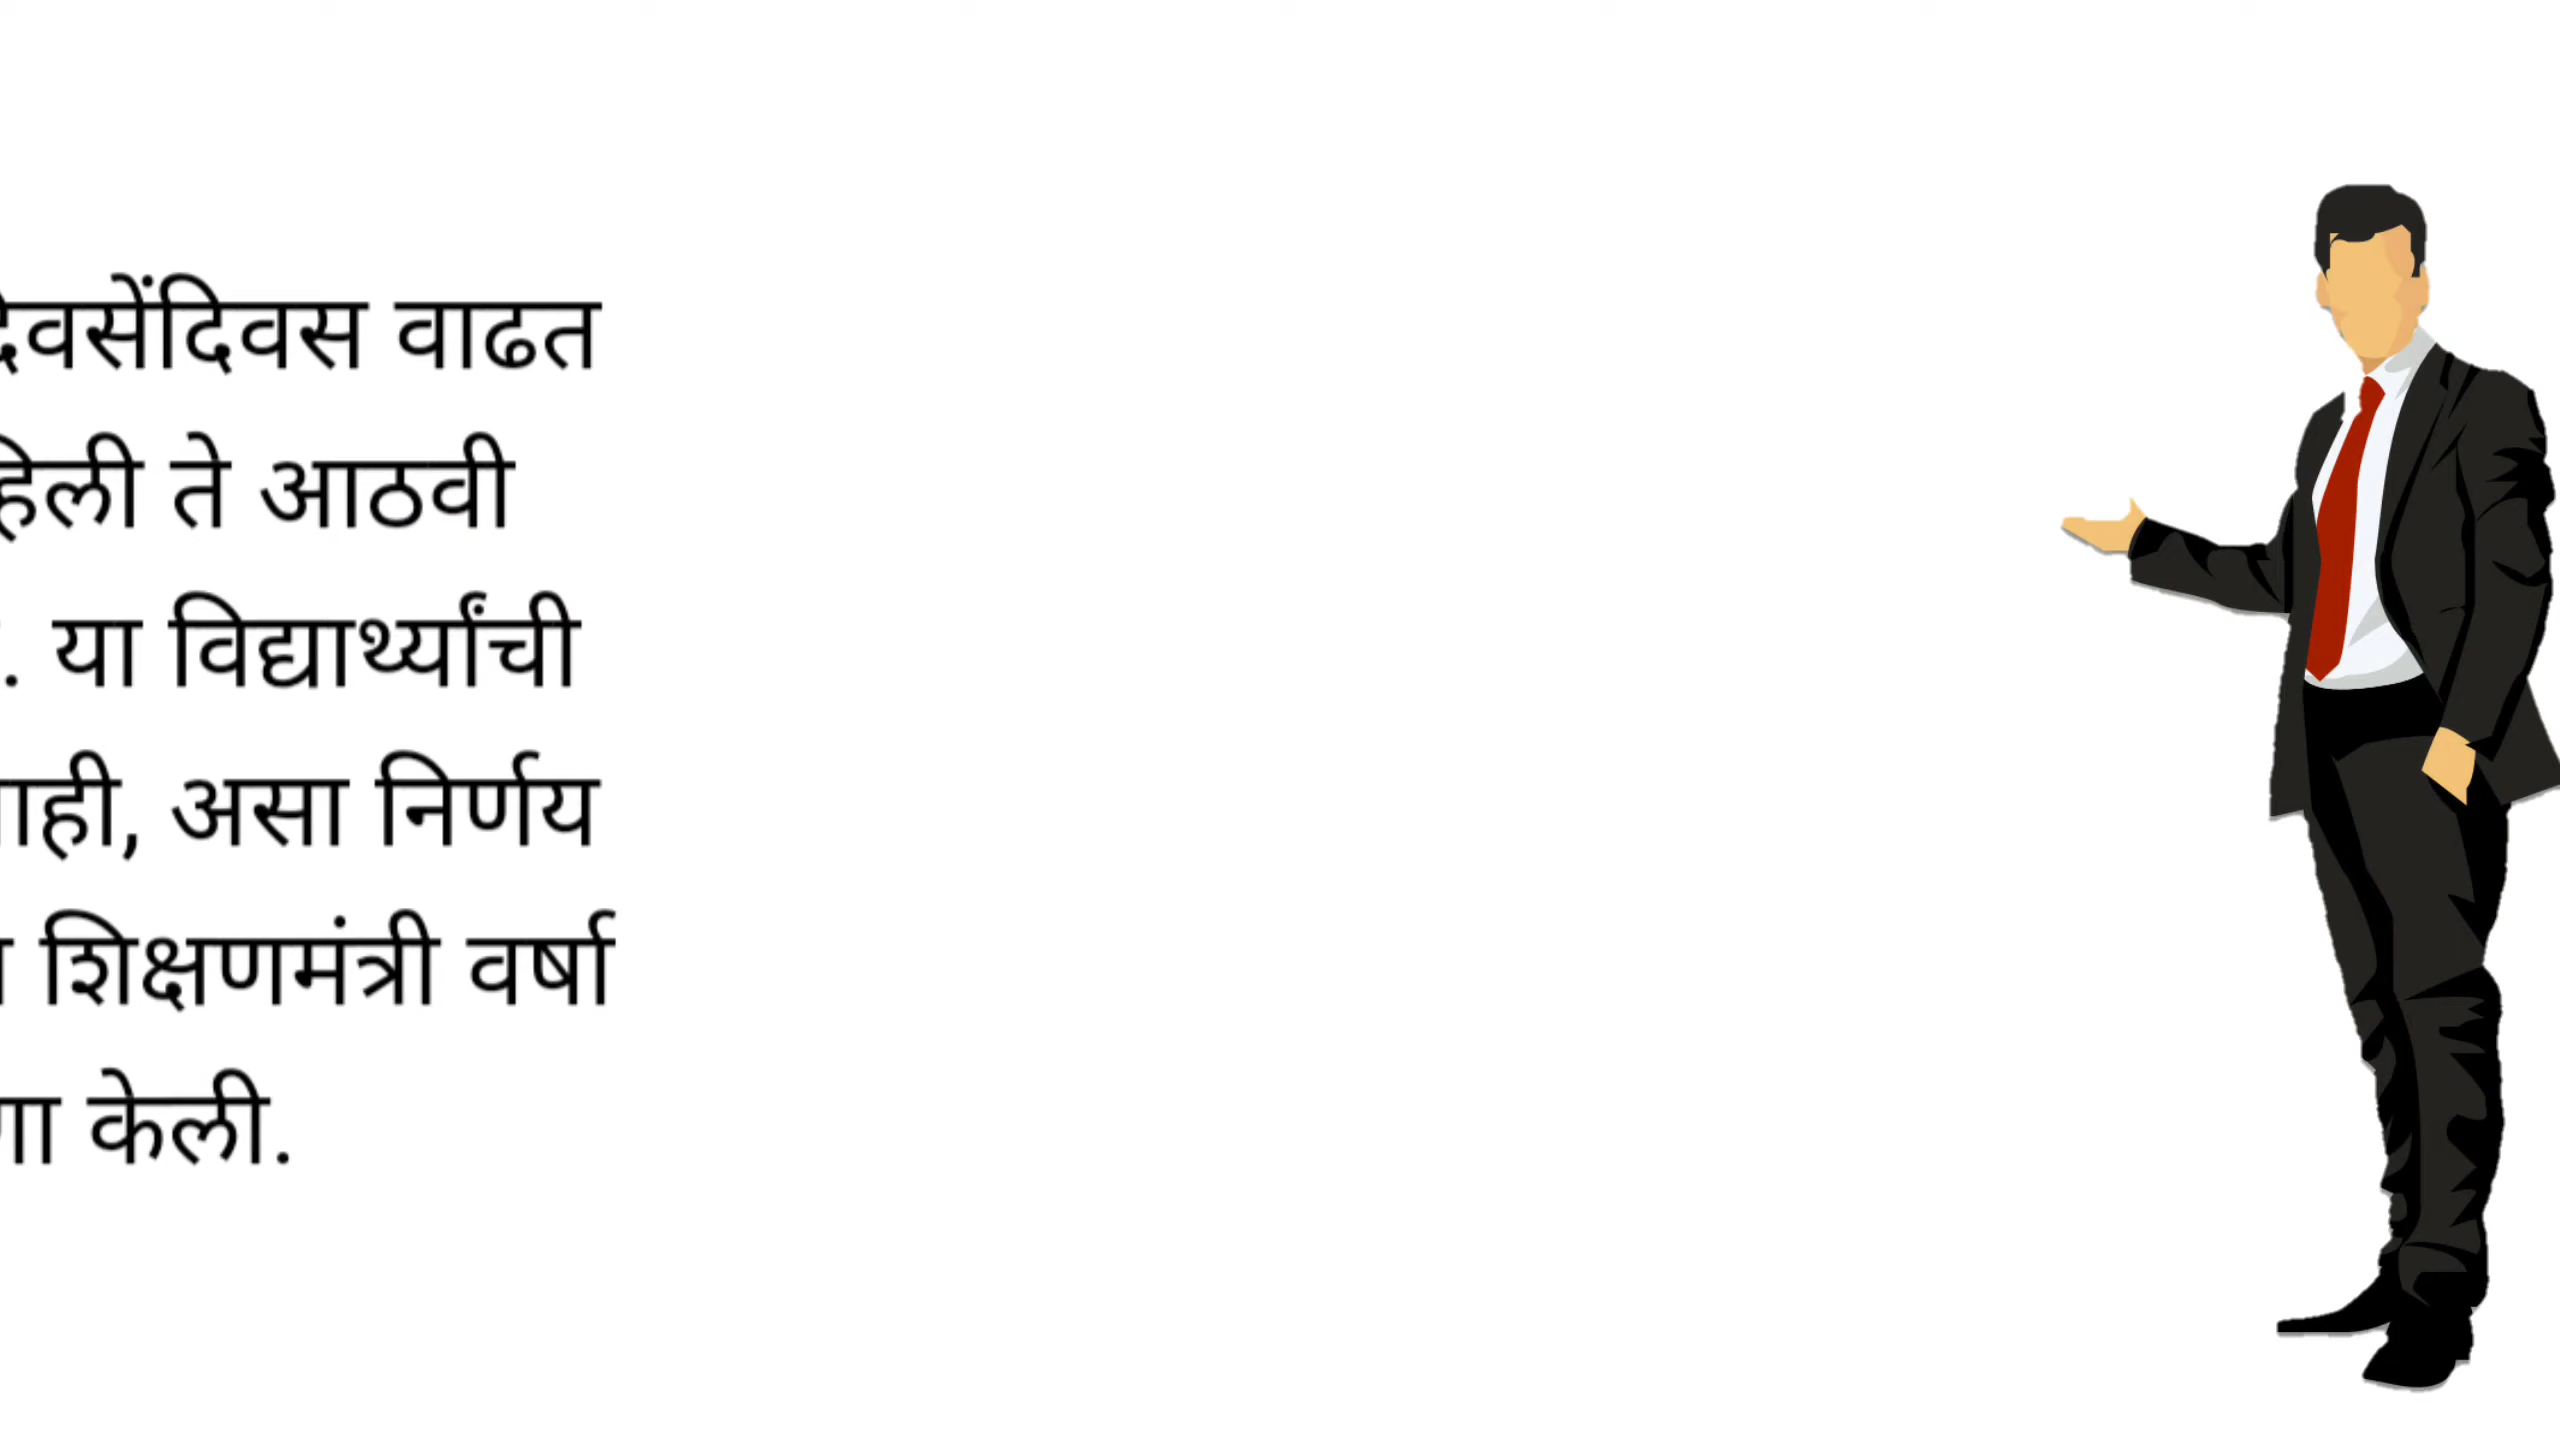 दिवसेंदिवस वाढत
ते आठवी
. या विद्यार्थ्यांची
, असा निर्णय
शिक्षणमंत्री वर्षा
केली.